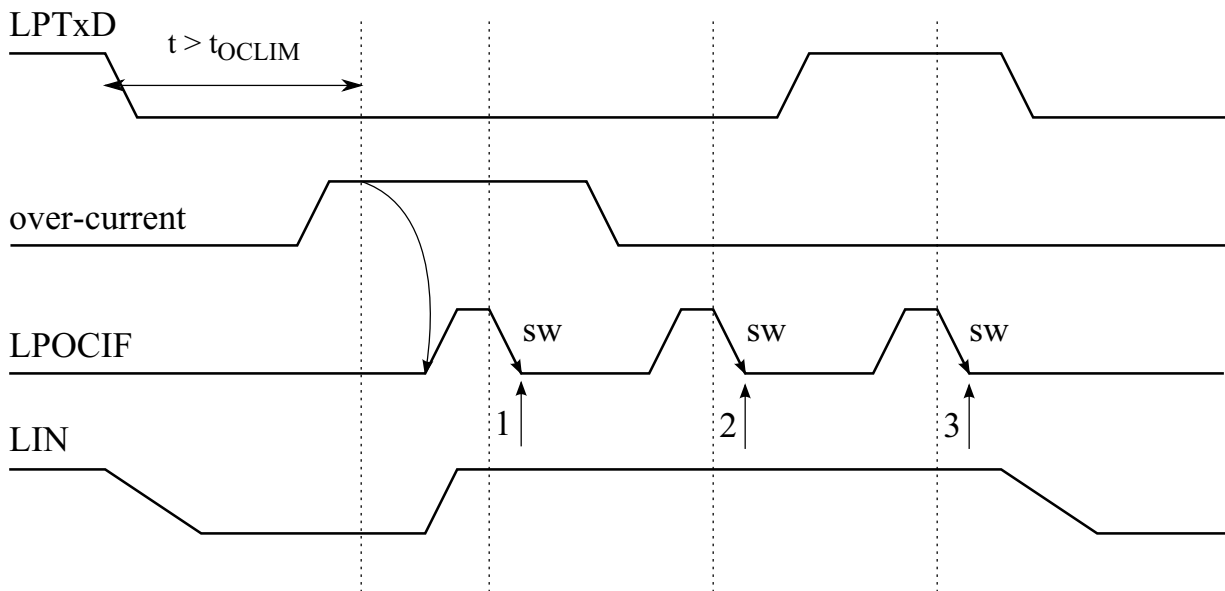 LPTxD
t > tOCLIM
over-current
LPOCIF
sw
sw
sw
1
2
3
LIN